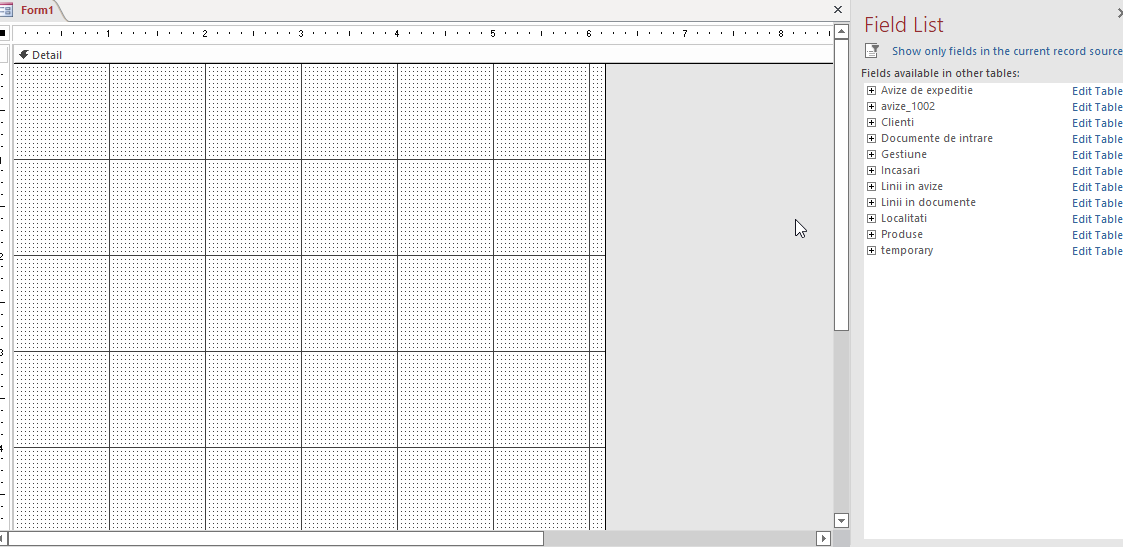 Form1
1 2 3 4 5 6 7 8
Detail
1
2
3
4
Field List
Show only fields in the current record source
Fields available in other tables:
Avize de expeditie Edit Table
avize_1002 Edit Table
Clienti Edit Table
Documente de intrare Edit Table
Gestiune Edit Table
Incasari Edit Table
Linii in avize Edit Table
Linii in documente Edit Table
Localitati Edit Table
Produse Edit Table
temporary Edit Table